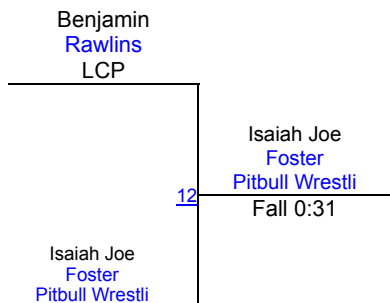 Benjamin
Rawlins
LCP
Isaiah Joe
Foster
Pitbull Wrestli
12
Fall 0:31
Isaiah Joe
Foster
Pitbull Wrestli